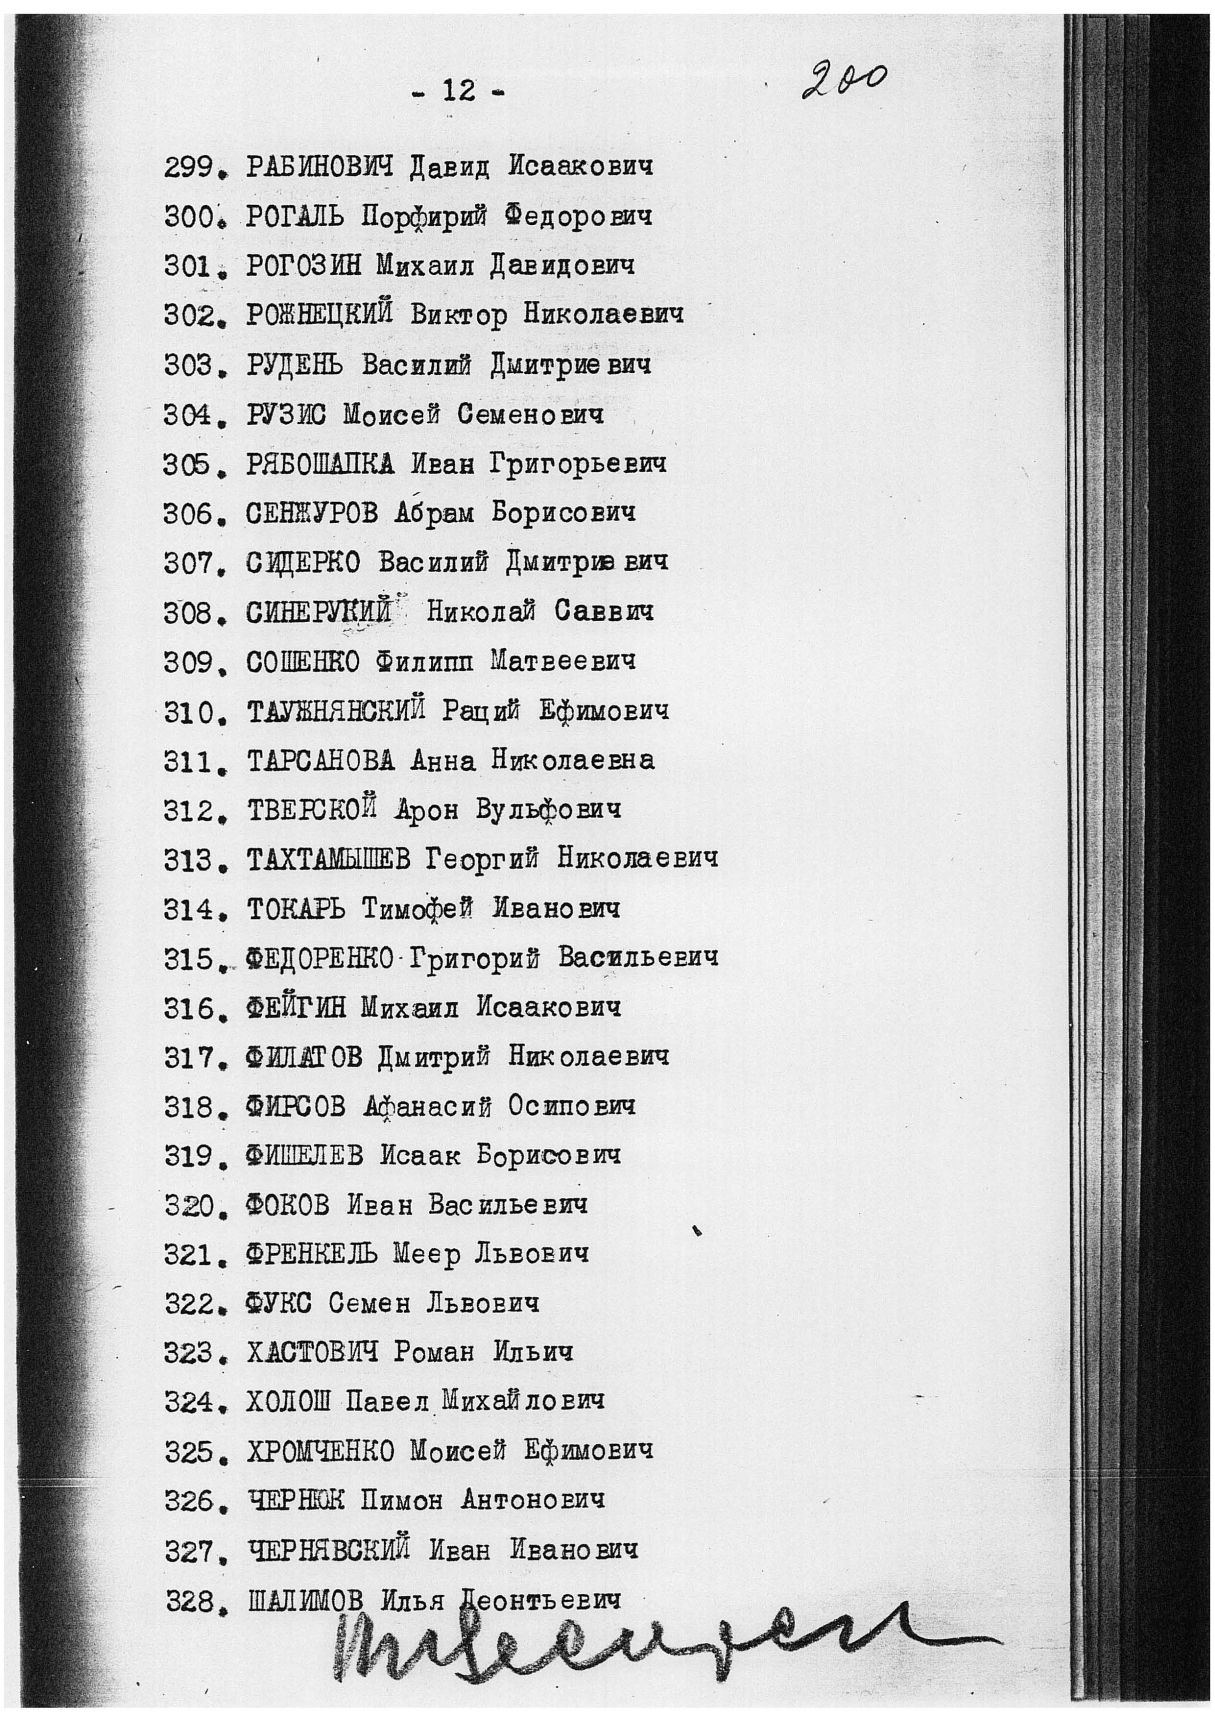 - 12 -
200
299. РАБИНОВИЧ Давид Исаакович
300. РОГАЛЬ Порфирий Федорович
301. РОГОЗИН Михаил Давидович
302. РОЖНЕЦКИЙ Виктор Николаевич
303. РУДЕНЬ Василий Дмитриевич
304. РУЗИС Моисей Семенович
305. РЯБОШАПКА Иван Григорьевич
306. СЕНЖУРОВ Абрам Борисович
307. СИДЕРКО Василий Дмитриевич
308. СИНЕРУКИЙ Николай Саввич
309. СОШЕНКО Филипп Матвеевич
310. ТАУЖНЯНСКИЙ Раций Ефимович
311. ТАРСАНОВА Анна Николаевна
312. ТВЕРСКОЙ Арон Вульфович
313. ТАХТАМЫШЕВ Георгий Николаевич
314. ТОКАРЬ Тимофей Иванович
315. ФЕДОРЕНКО Григорий Васильевич
316. ФЕЙГИН Михаил Исаакович
317. ФИЛАТОВ Дмитрий Николаевич
318. ФИРСОВ Афанасий Осипович
319. ФИШЕЛЕВ Исаак Борисович
320. ФОКОВ Иван Васильевич
321. ФРЕНКЕЛЬ Меер Львович
322. ФУКС Семен Львович
323. ХАСТОВИЧ Роман Ильич
324. ХОЛОШ Павел Михайлович
325. ХРОМЧЕНКО Моисей Ефимович
326. ЧЕРНЮК Пимон Антонович
327. ЧЕРНЯВСКИЙ Иван Иванович
328. ШАЛИМОВ Илья Леонтьевич